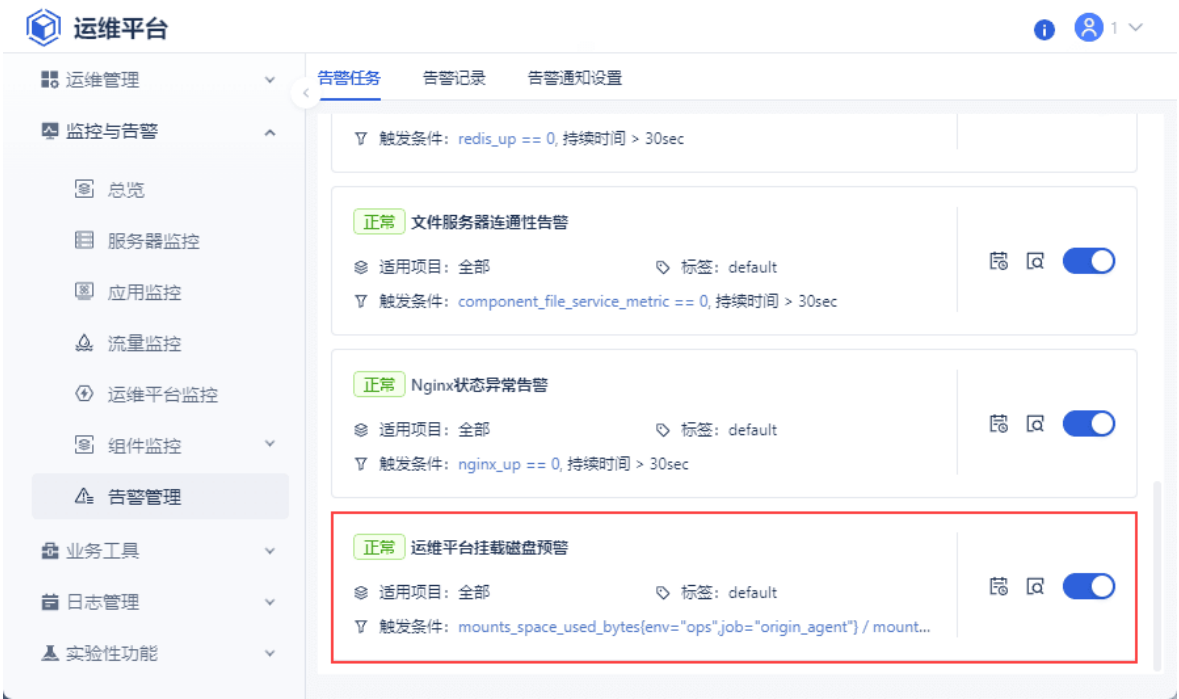 运维平台
1
运维管理
监控与告警
总览
服务器监控
应用监控
流量监控
运维平台监控
组件监控
告警管理
业务工具
日志管理
实验性功能
告警任务 告警记录 告警通知设置
触发条件： redis_up == 0, 持续时间 > 30sec
正常 文件服务器连通性告警
适用项目： 全部 标签： default
触发条件： component_file_service_metric == 0, 持续时间 > 30sec
正常 Nginx状态异常告警
适用项目： 全部 标签： default
触发条件： nginx_up == 0, 持续时间 > 30sec
正常 运维平台挂载磁盘预警
适用项目： 全部 标签： default
触发条件： mounts_space_used_bytes{env="ops",job="origin_agent"} / mount...